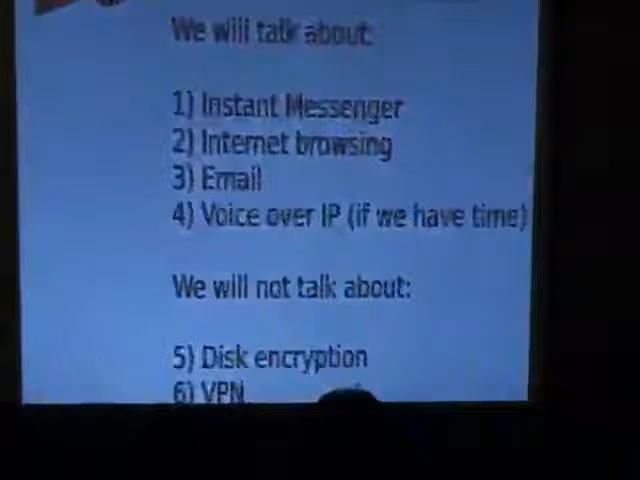 We will talk about:
1) Instant Messenger
2) Internet browsing
3) Email
4) Voice over IP (if we have time)
We will not talk about:
5) Disk encryption
6) VPN